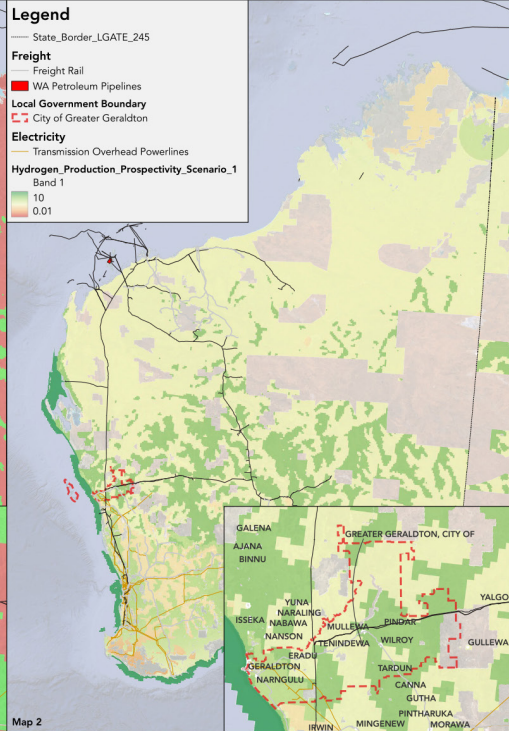 Legend
State_Border_LGATE_245
Freight
Freight Rail
WA Petroleum Pipelines
Local Government Boundary
City of Greater Geraldton
Electricity
Transmission Overhead Powerlines
Hydrogen_Production_Prospectivity_Scenario_1
Band 1
10
0.01
GALENA
GREATER GERALDTON, CITY OF
AJANA
BINNU
YALGO
YUNA
NARALING
ISSEKA
NABAWA
MULLEWA
PINDAR
NANSON
TENINDEWA
WILROY
GULLEWA
ERADU
GERALDTON
TARDUN
NARNGULU
CANNA
GUTHA
PINTHARUKA
IRWIN
MINGENEW
MORAWA
Map 2